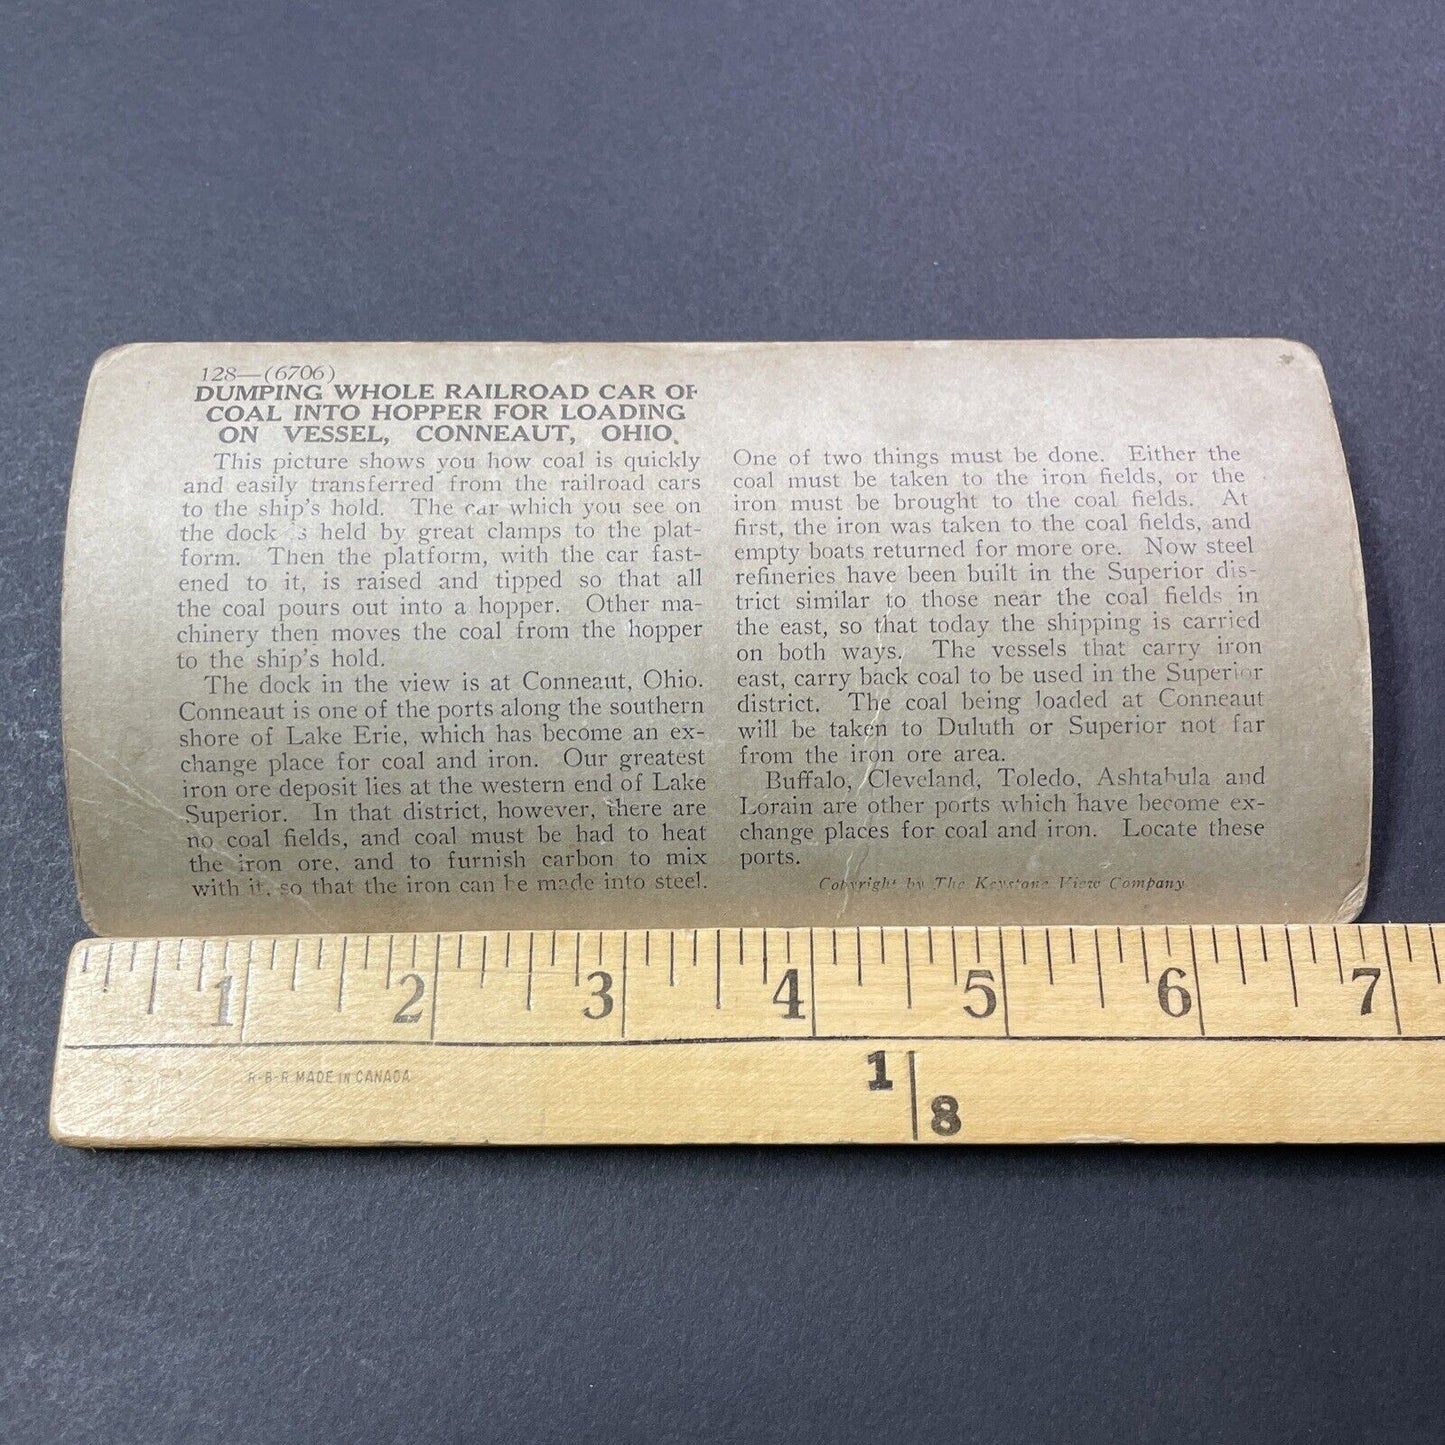 128—(6706)
DUMPING WHOLE RAILROAD CAR OF
COAL INTO HOPPER FOR LOADING
ON VESSEL, CONNEAUT, OHIO.
This picture shows you how coal is quickly
and easily transferred from the railroad cars
to the ship's hold. The car which you see on
the dock is held by great clamps to the plat-
form. Then the platform, with the car fast-
ened to it, is raised and tipped so that all
the coal pours out into a hopper. Other ma-
chinery then moves the coal from the hopper
to the ship's hold.
The dock in the view is at Conneaut, Ohio.
Conneaut is one of the ports along the southern
shore of Lake Erie, which has become an ex-
change place for coal and iron. Our greatest
iron ore deposit lies at the western end of Lake
Superior. In that district, however, there are
no coal fields, and coal must be had to heat
the iron ore, and to furnish carbon to mix
with it, so that the iron can be made into steel.
One of two things must be done. Either the
coal must be taken to the iron fields, or the
iron must be brought to the coal fields. At
first, the iron was taken to the coal fields, and
empty boats returned for more ore. Now steel
refineries have been built in the Superior dis-
trict similar to those near the coal fields in
the east, so that today the shipping is carried
on both ways. The vessels that carry iron
east, carry back coal to be used in the Superior
district. The coal being loaded at Conneaut
will be taken to Duluth or Superior not far
from the iron ore area.
Buffalo, Cleveland, Toledo, Ashtabula and
Lorain are other ports which have become ex-
change places for coal and iron. Locate these
ports.
Copyright by The Keystone View Company
1 2 3 4 5 6 7
R-B-R MADE IN CANADA
1
8